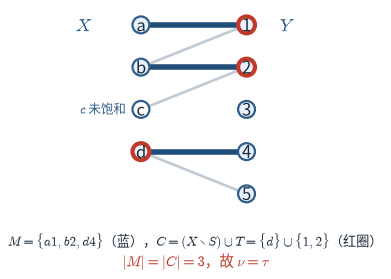 X a 1 Y
b 2
c 未饱和 c 3
d 4
5
M = {a1, b2, d4}（蓝），C = (X∖S) ∪ T = {d} ∪ {1, 2}（红圈）
|M| = |C| = 3，故 ν = τ